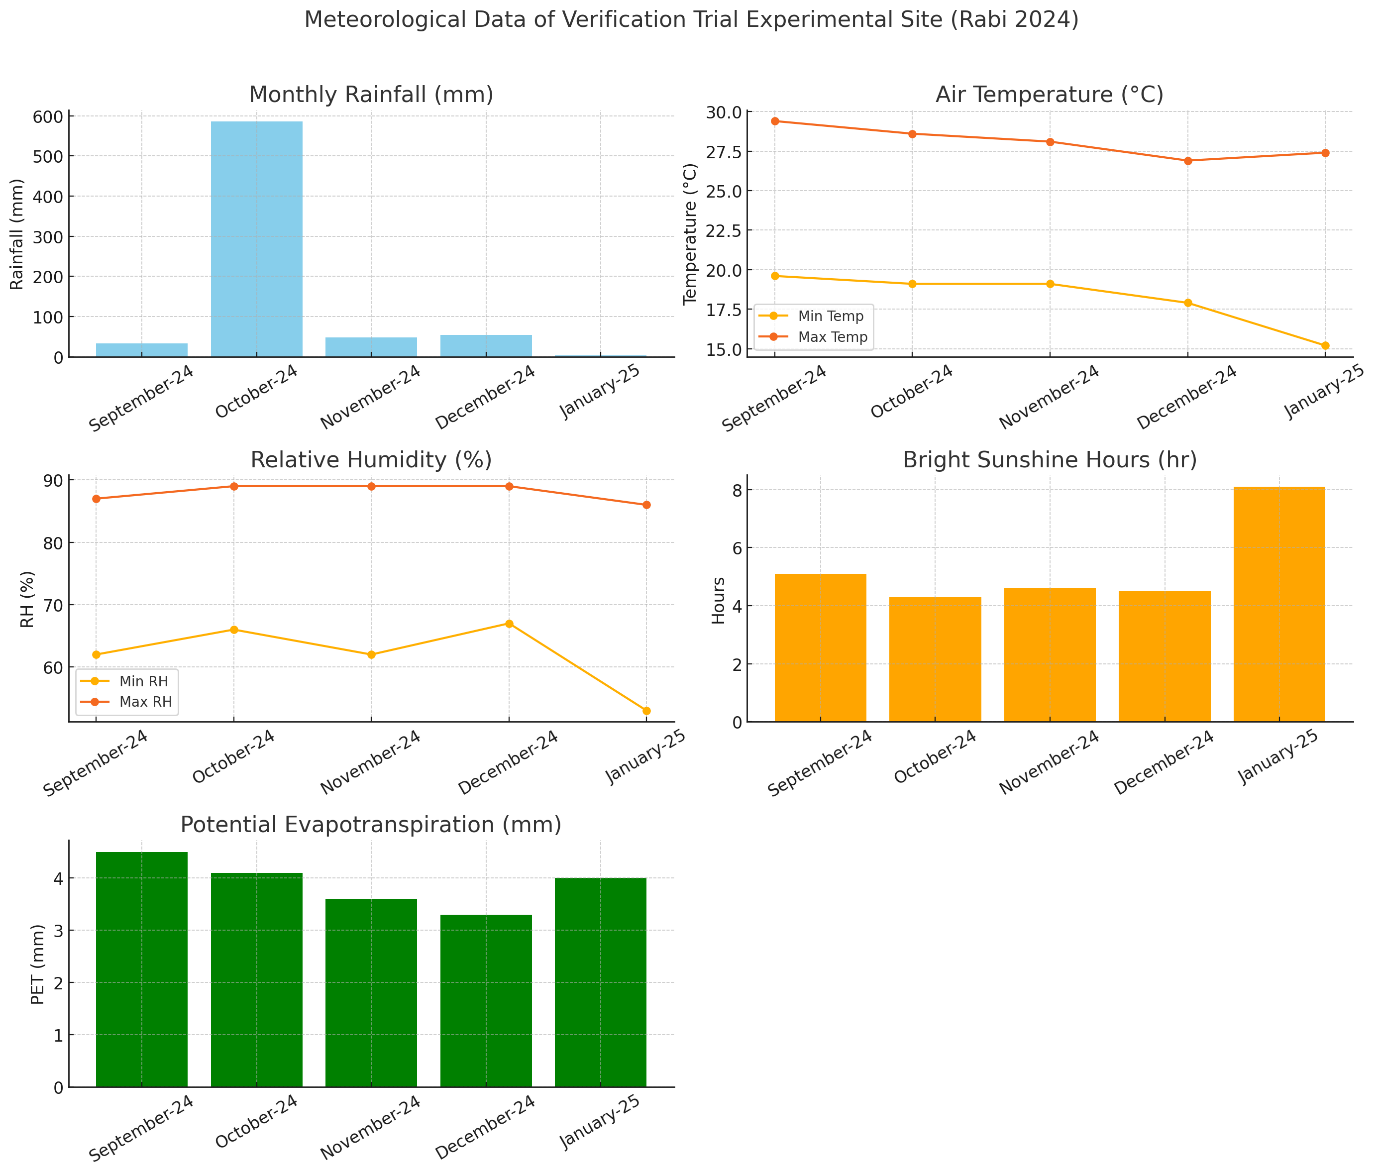 Meteorological Data of Verification Trial Experimental Site (Rabi 2024)
Monthly Rainfall (mm)
Rainfall (mm)
600
500
400
300
200
100
0
September-24
October-24
November-24
December-24
January-25
Air Temperature (°C)
Temperature (°C)
30.0
27.5
25.0
22.5
20.0
17.5
15.0
Min Temp
Max Temp
September-24
October-24
November-24
December-24
January-25
Relative Humidity (%)
RH (%)
90
80
70
60
Min RH
Max RH
September-24
October-24
November-24
December-24
January-25
Bright Sunshine Hours (hr)
Hours
8
6
4
2
0
September-24
October-24
November-24
December-24
January-25
Potential Evapotranspiration (mm)
PET (mm)
4
3
2
1
0
September-24
October-24
November-24
December-24
January-25